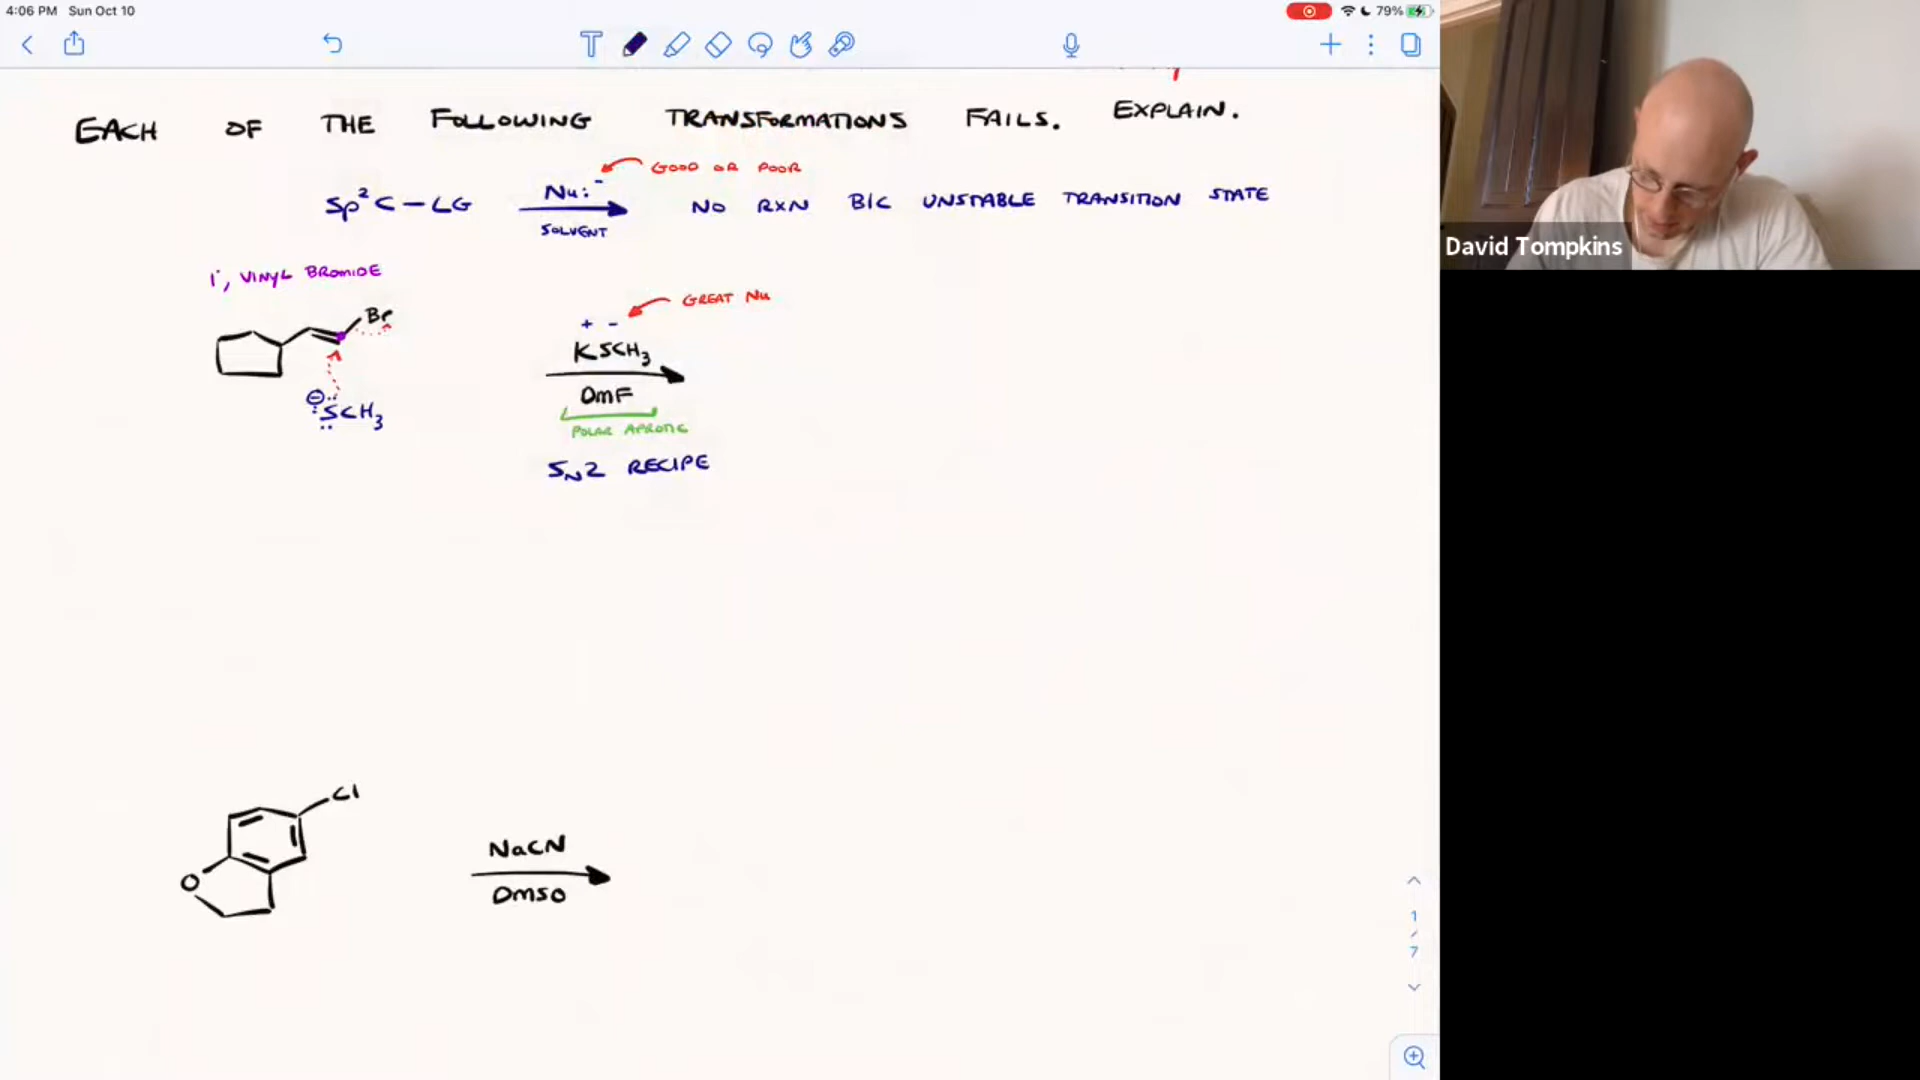 4:06 PM Sun Oct 10
79%
EACH OF THE FOLLOWING TRANSFORMATIONS FAILS. EXPLAIN.
GOOD OR POOR
Sp² C – LG
Nu:⁻
SOLVENT
NO RXN B/C UNSTABLE TRANSITION STATE
David Tompkins
1°, VINYL BROMIDE
Br
GREAT Nu
+ −
KSCH₃
DMF
POLAR APROTIC
SN2 RECIPE
⊖
:SCH₃
Cl
O
NaCN
DMSO
1
/
7